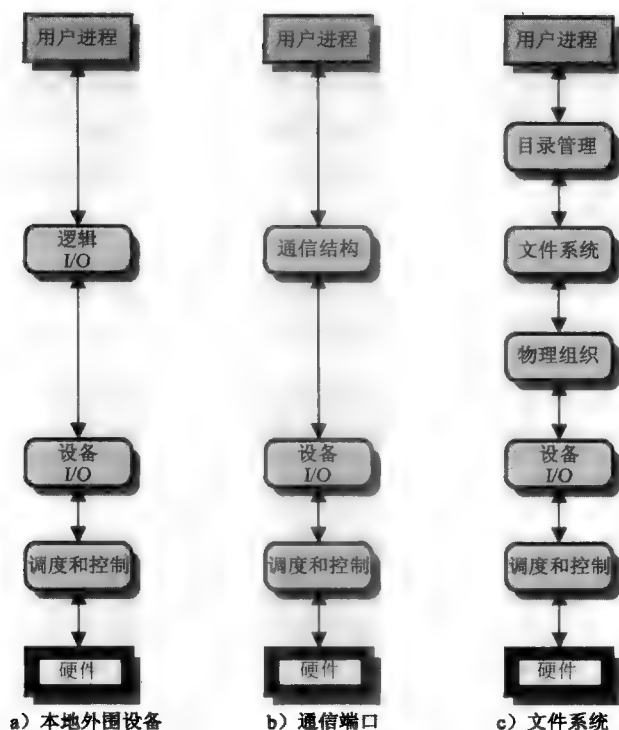 用户进程
逻辑
I/O
设备
I/O
调度和控制
硬件
a）本地外围设备
用户进程
通信结构
设备
I/O
调度和控制
硬件
b）通信端口
用户进程
目录管理
文件系统
物理组织
设备
I/O
调度和控制
硬件
c）文件系统